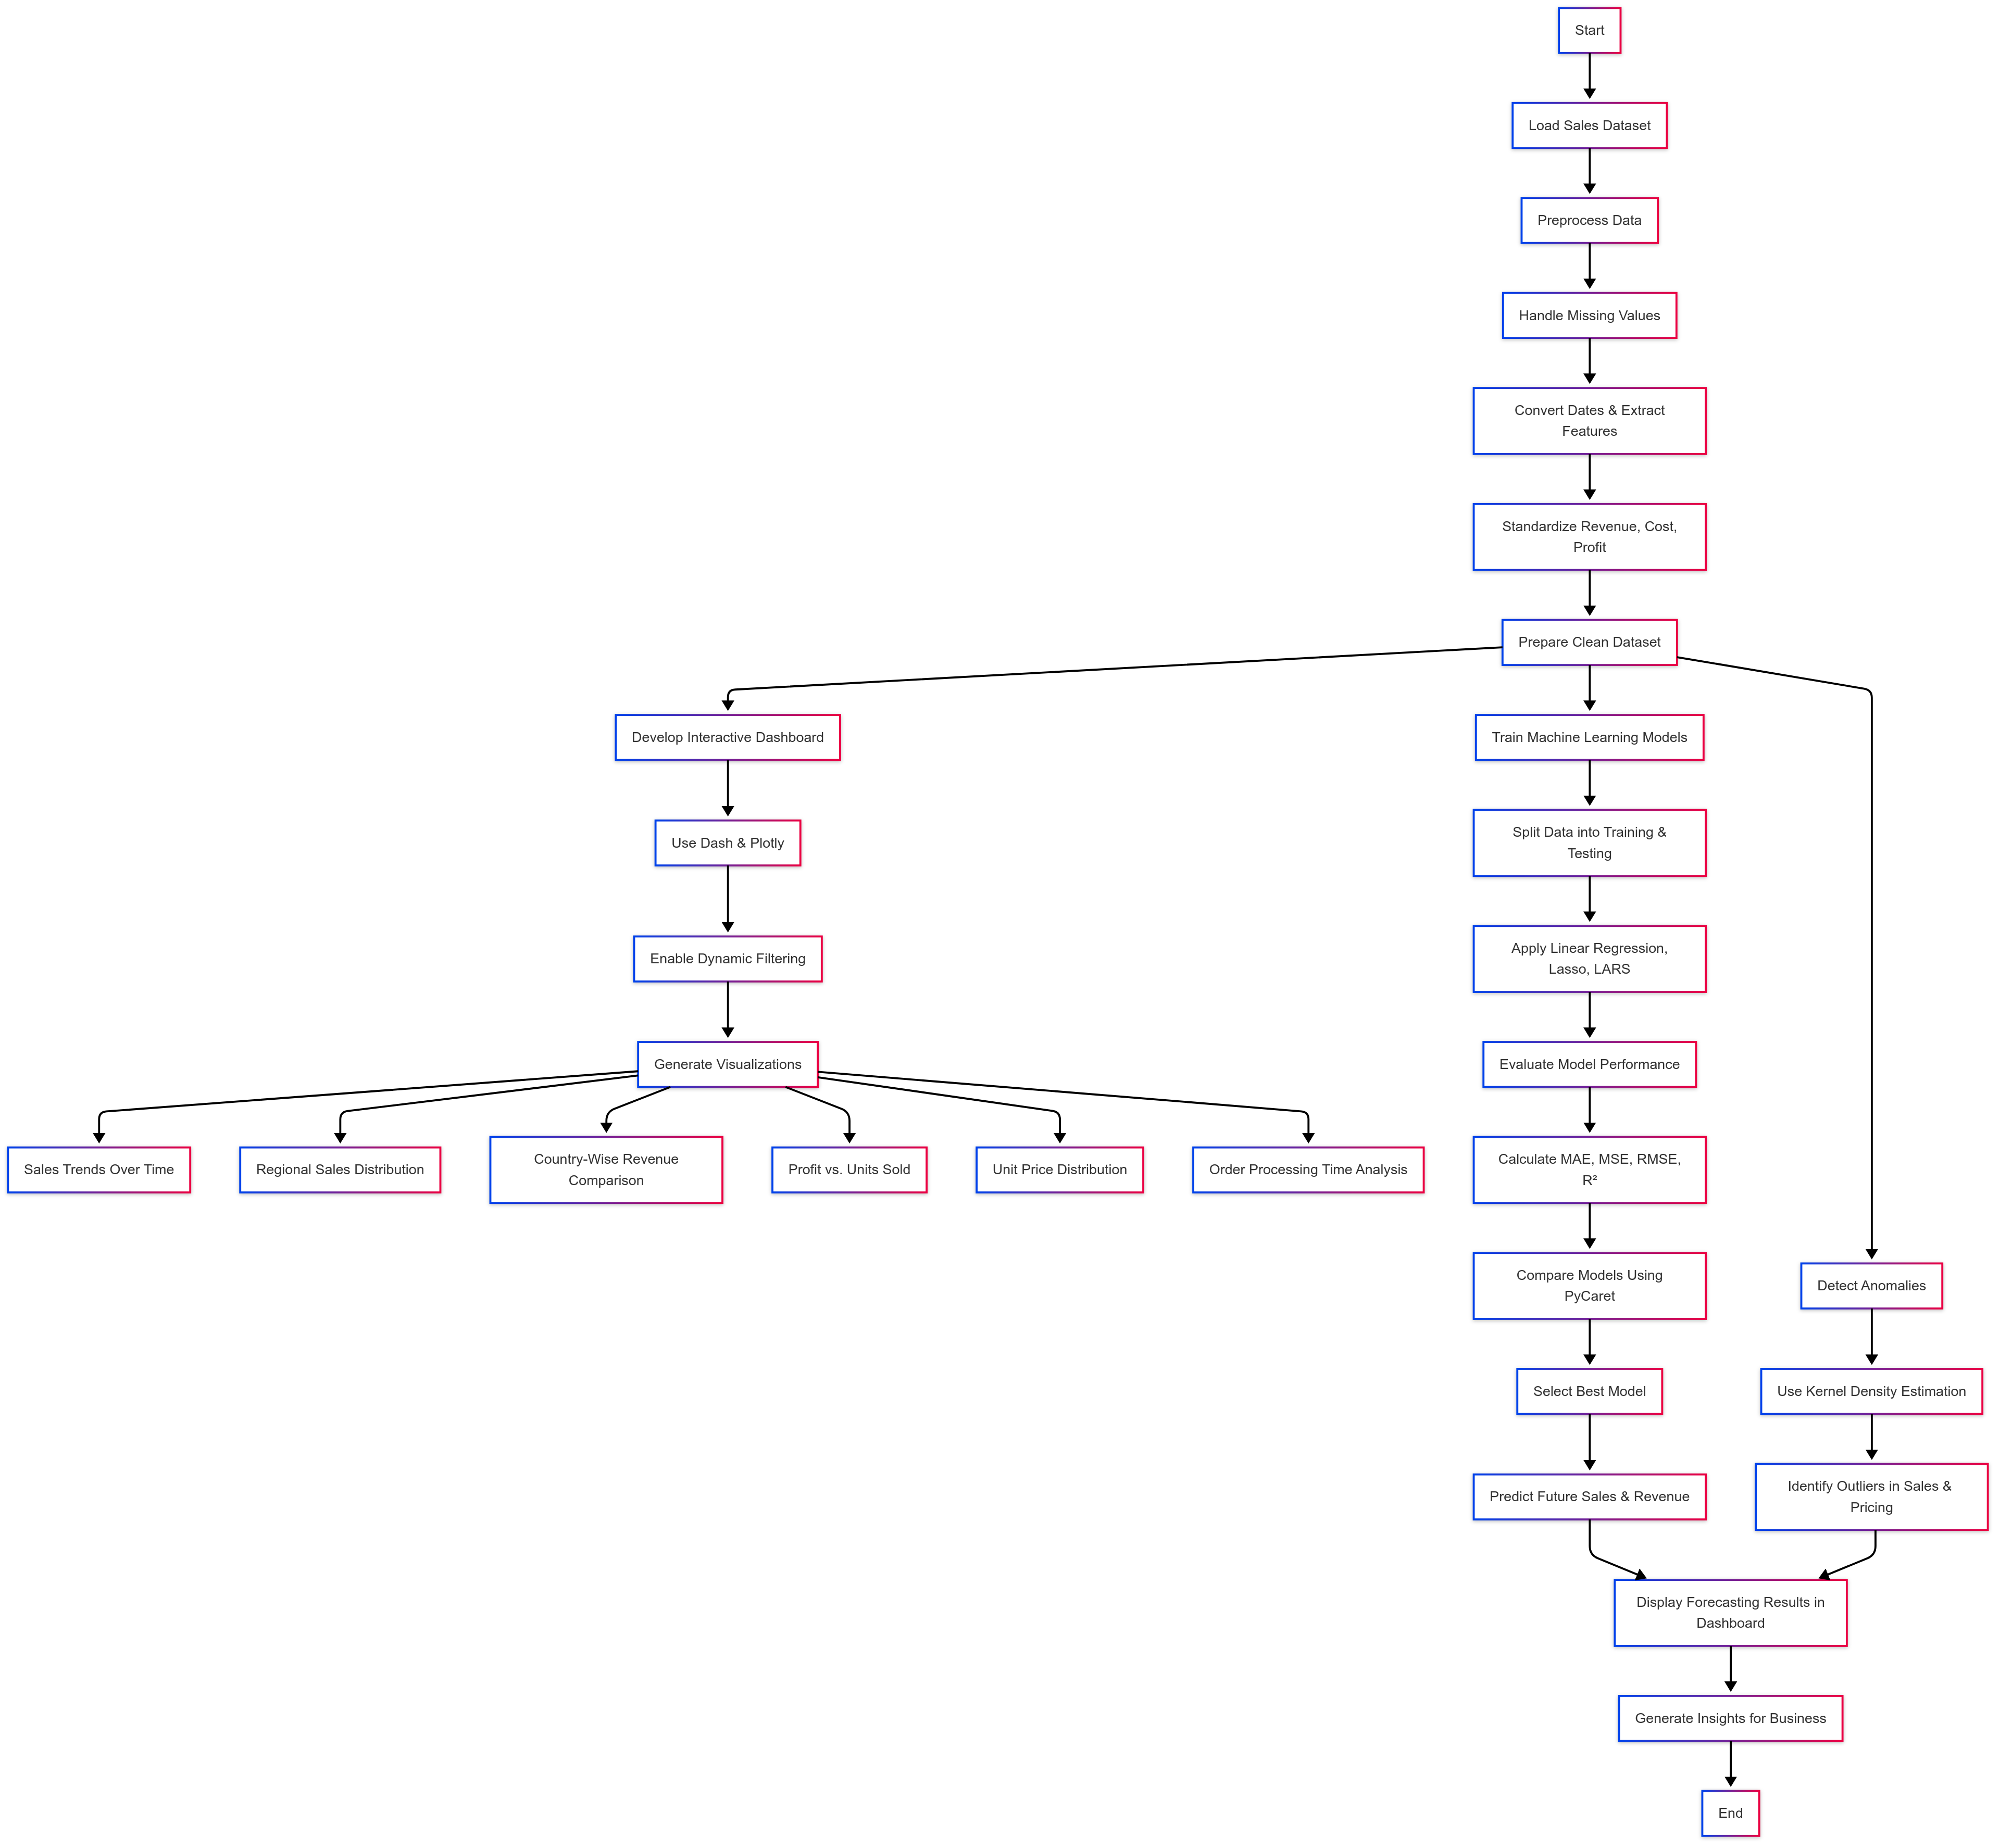 Start
Load Sales Dataset
Preprocess Data
Handle Missing Values
Convert Dates & Extract
Features
Standardize Revenue, Cost,
Profit
Prepare Clean Dataset
Develop Interactive Dashboard
Train Machine Learning Models
Use Dash & Plotly
Split Data into Training &
Testing
Enable Dynamic Filtering
Apply Linear Regression,
Lasso, LARS
Generate Visualizations
Evaluate Model Performance
Sales Trends Over Time
Regional Sales Distribution
Country-Wise Revenue
Comparison
Profit vs. Units Sold
Unit Price Distribution
Order Processing Time Analysis
Calculate MAE, MSE, RMSE,
R²
Compare Models Using
PyCaret
Detect Anomalies
Select Best Model
Use Kernel Density Estimation
Predict Future Sales & Revenue
Identify Outliers in Sales &
Pricing
Display Forecasting Results in
Dashboard
Generate Insights for Business
End